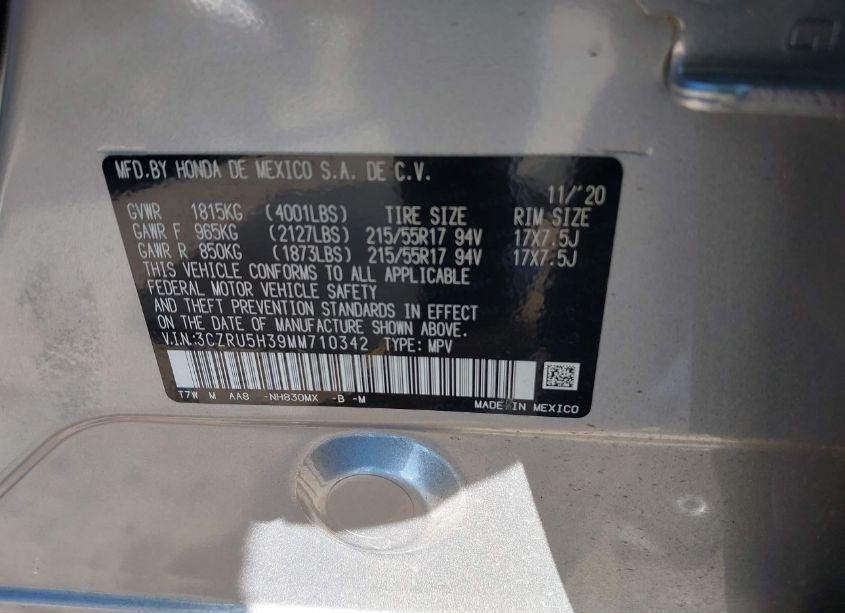 MFD.BY HONDA DE MEXICO S.A. DE C.V.
11/'20
GVWR 1815KG (4001LBS) TIRE SIZE RIM SIZE
GAWR F 965KG (2127LBS) 215/55R17 94V 17X7.5J
GAWR R 850KG (1873LBS) 215/55R17 94V 17X7.5J
THIS VEHICLE CONFORMS TO ALL APPLICABLE
FEDERAL MOTOR VEHICLE SAFETY
AND THEFT PREVENTION STANDARDS IN EFFECT
ON THE DATE OF MANUFACTURE SHOWN ABOVE.
V.I.N:3CZRU5H39MM710342 TYPE: MPV
T7W M AA8 -NH830MX -B -M
MADE IN MEXICO